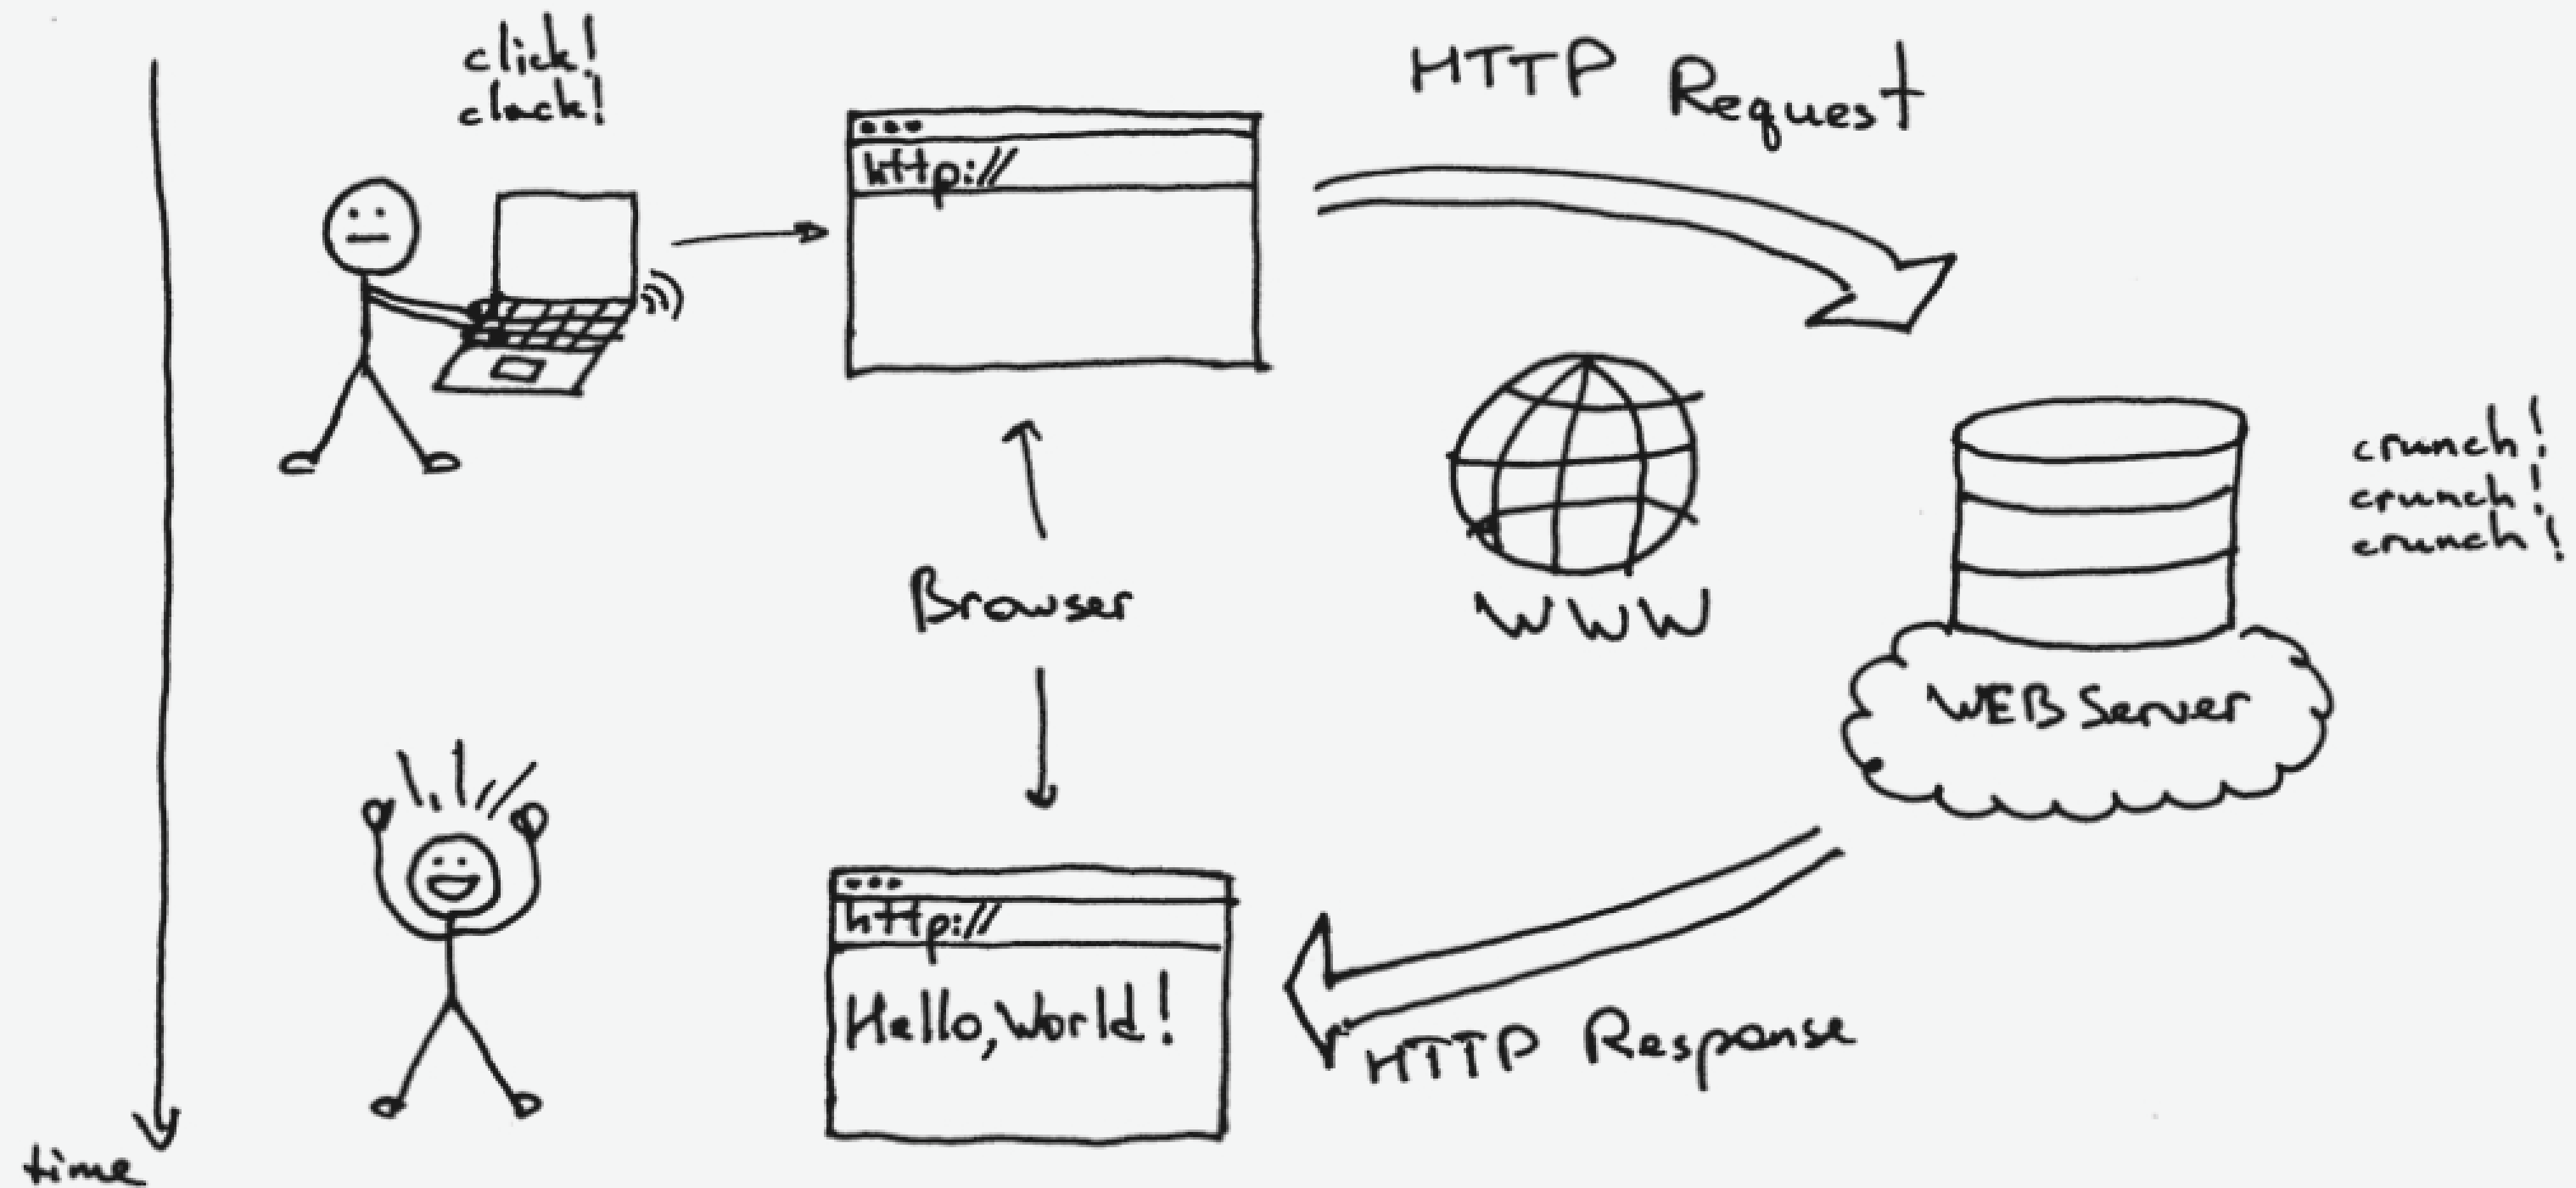 click!
clack!
HTTP Request
http://
crunch!
crunch!
crunch!
Browser
WWW
WEB Server
http://
Hello, World!
HTTP Response
time